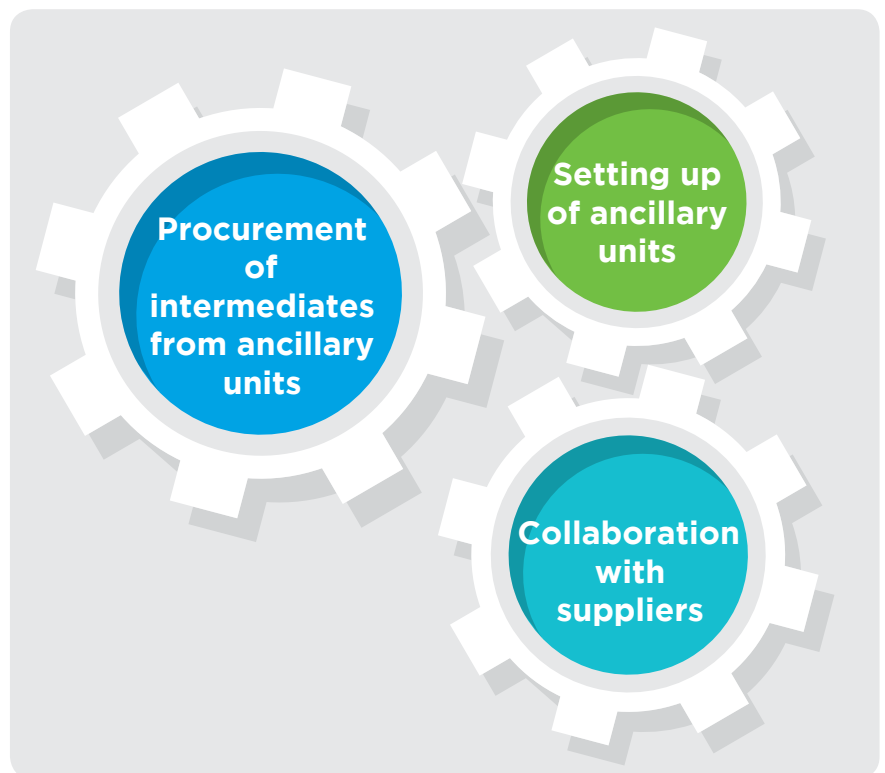 Procurement
of
intermediates
from ancillary
units
Setting up
of ancillary
units
Collaboration
with
suppliers